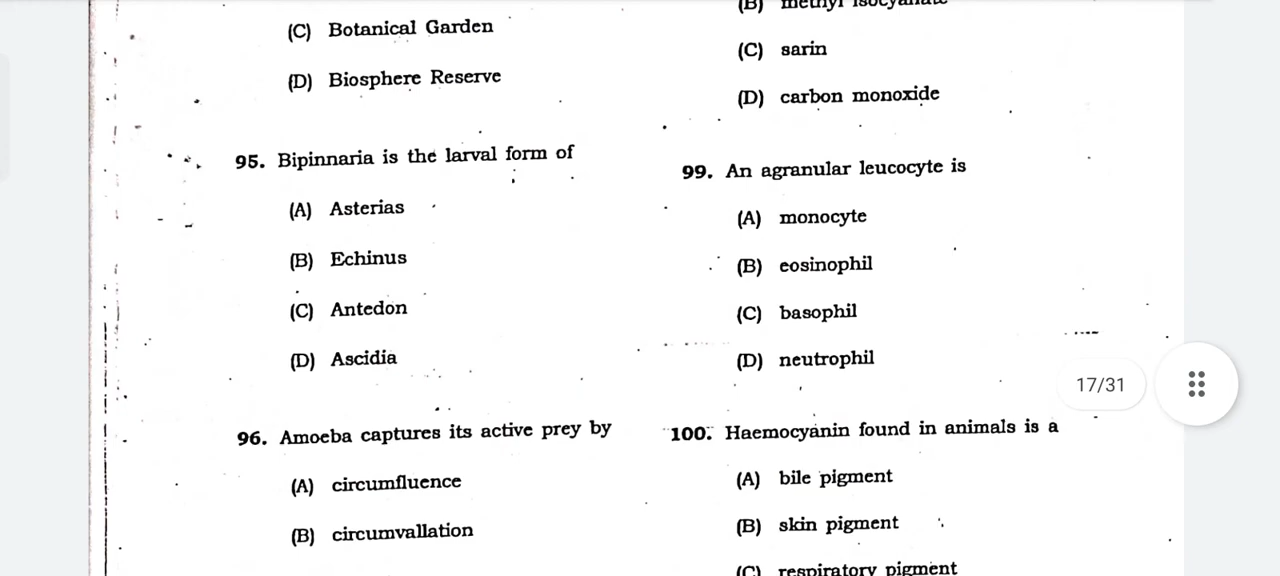 (C) Botanical Garden
(D) Biosphere Reserve
95. Bipinnaria is the larval form of
(A) Asterias
(B) Echinus
(C) Antedon
(D) Ascidia
96. Amoeba captures its active prey by
(A) circumfluence
(B) circumvallation
(B) methyl isocyanate
(C) sarin
(D) carbon monoxide
99. An agranular leucocyte is
(A) monocyte
(B) eosinophil
(C) basophil
(D) neutrophil
100. Haemocyanin found in animals is a
(A) bile pigment
(B) skin pigment
(C) respiratory pigment
17/31